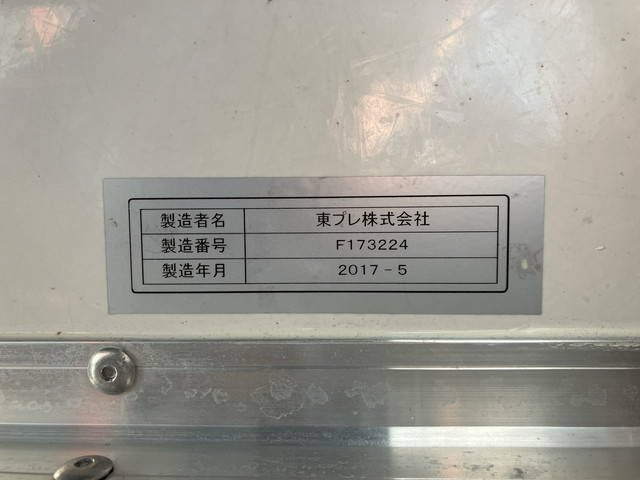 製造者名 東プレ株式会社
製造番号 F173224
製造年月 2017-5